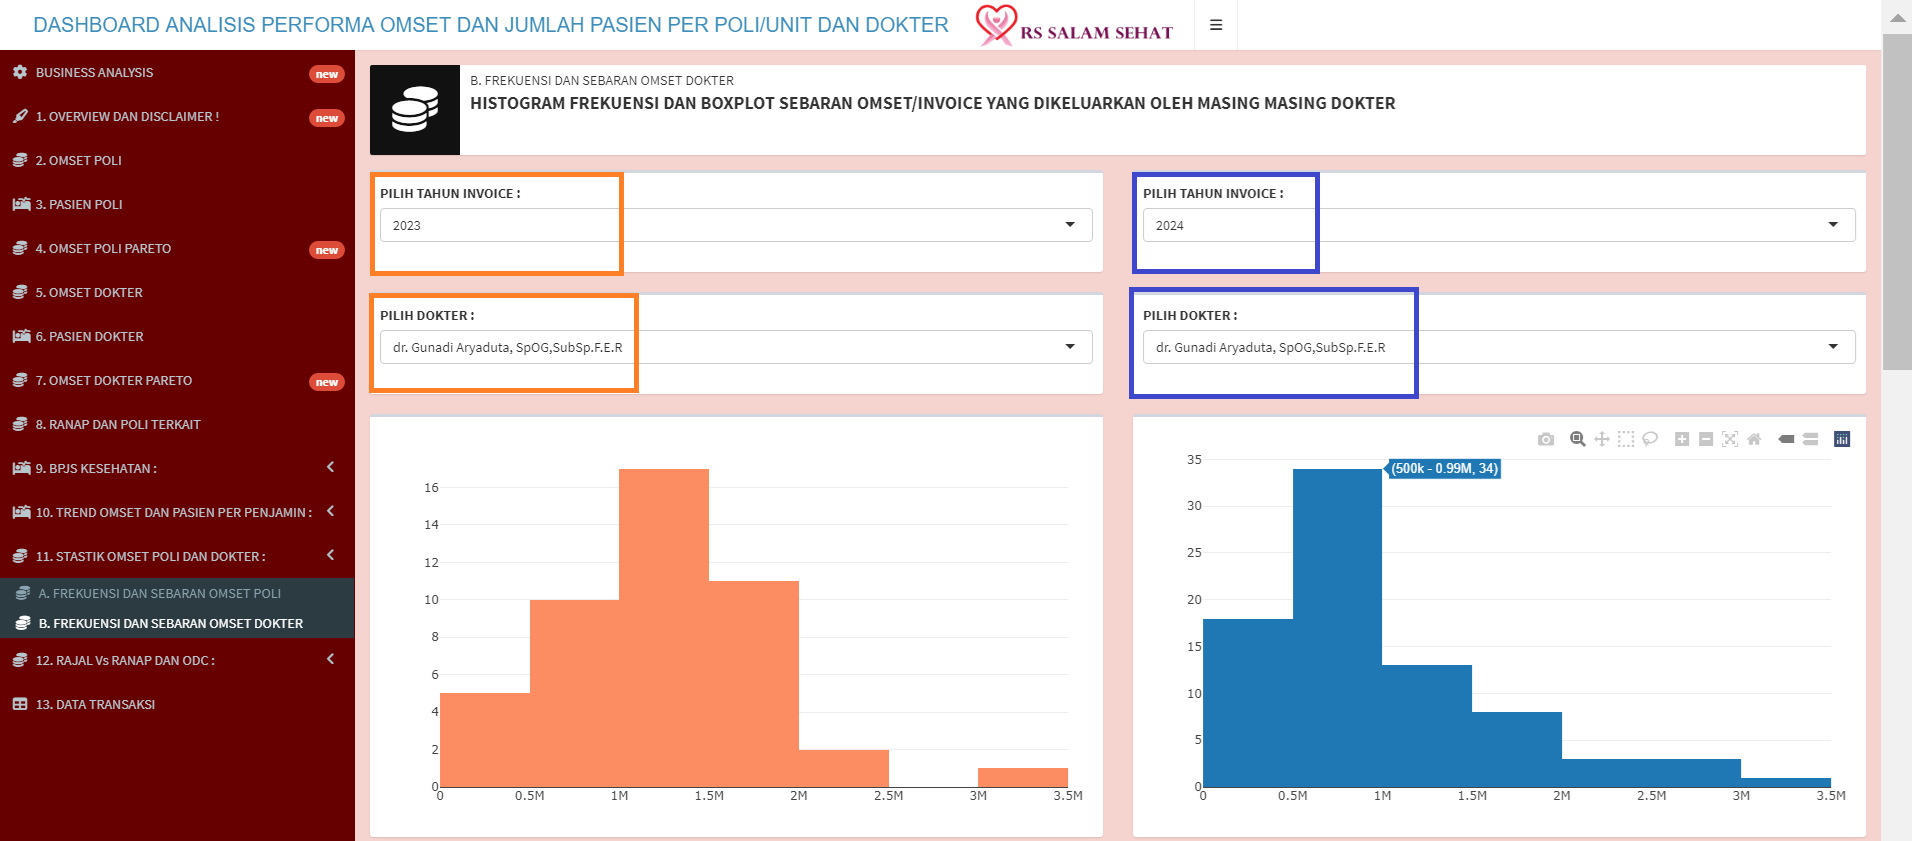 DASHBOARD ANALISIS PERFORMA OMSET DAN JUMLAH PASIEN PER POLI/UNIT DAN DOKTER
RS SALAM SEHAT
BUSINESS ANALYSIS new
1. OVERVIEW DAN DISCLAIMER ! new
2. OMSET POLI
3. PASIEN POLI
4. OMSET POLI PARETO new
5. OMSET DOKTER
6. PASIEN DOKTER
7. OMSET DOKTER PARETO new
8. RANAP DAN POLI TERKAIT
9. BPJS KESEHATAN :
10. TREND OMSET DAN PASIEN PER PENJAMIN :
11. STASTIK OMSET POLI DAN DOKTER :
A. FREKUENSI DAN SEBARAN OMSET POLI
B. FREKUENSI DAN SEBARAN OMSET DOKTER
12. RAJAL Vs RANAP DAN ODC :
13. DATA TRANSAKSI
B. FREKUENSI DAN SEBARAN OMSET DOKTER
HISTOGRAM FREKUENSI DAN BOXPLOT SEBARAN OMSET/INVOICE YANG DIKELUARKAN OLEH MASING MASING DOKTER
PILIH TAHUN INVOICE :
2023
PILIH DOKTER :
dr. Gunadi Aryaduta, SpOG,SubSp.F.E.R
16
14
12
10
8
6
4
2
0
0 0.5M 1M 1.5M 2M 2.5M 3M 3.5M
PILIH TAHUN INVOICE :
2024
PILIH DOKTER :
dr. Gunadi Aryaduta, SpOG,SubSp.F.E.R
(500k - 0.99M, 34)
35
30
25
20
15
10
5
0
0 0.5M 1M 1.5M 2M 2.5M 3M 3.5M